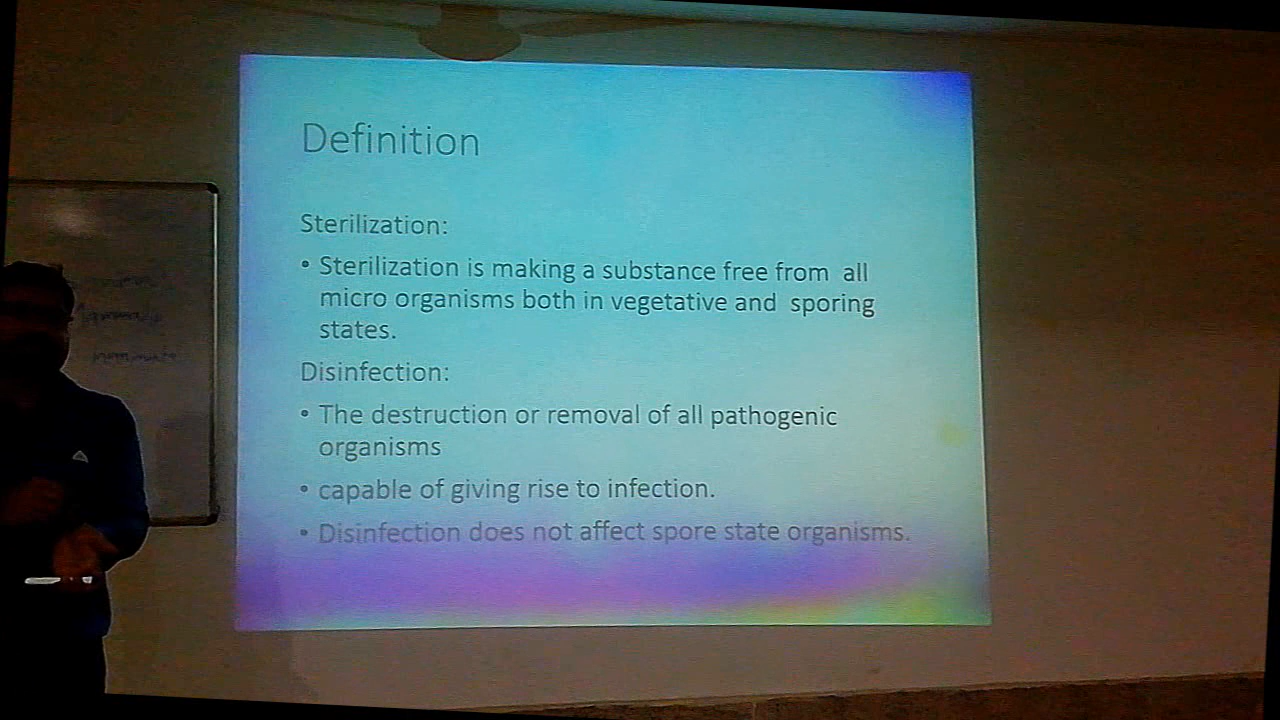 Definition
Sterilization:
• Sterilization is making a substance free from all
micro organisms both in vegetative and sporing
states.
Disinfection:
• The destruction or removal of all pathogenic
organisms
• capable of giving rise to infection.
• Disinfection does not affect spore state organisms.